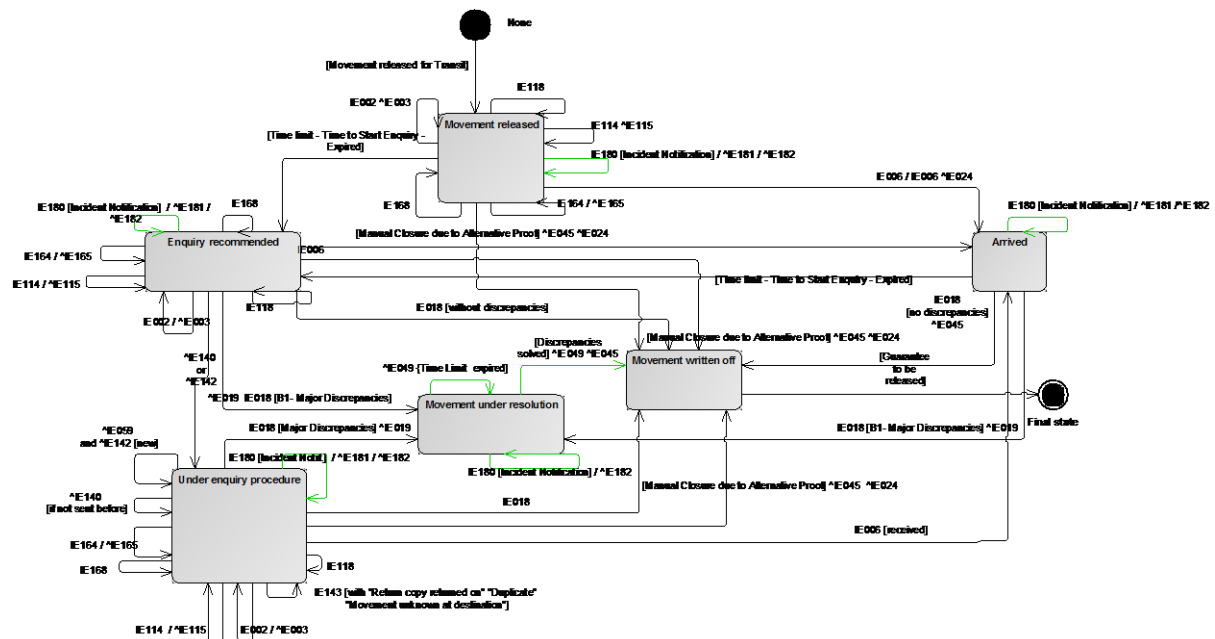 None
[Movement released for Transit]
IE118
IE002 ^IE003
Movement released
IE114 ^IE115
[Time limit - Time to Start Enquiry -
Expired]
IE180 [Incident Notification] / ^IE181 / ^IE182
IE006 / IE006 ^IE024
IE168
IE164 / ^IE165
IE180 [Incident Notification] / ^IE181 /
^IE182
IE168
IE180 [Incident Notification] / ^IE181 /^IE182
[Manual Closure due to Alternative Proof] ^IE045 ^IE024
Enquiry recommended
IE006
Arrived
IE164 / ^IE165
IE114 / ^IE115
[Time limit - Time to Start Enquiry - Expired]
IE118
IE018 [without discrepancies]
IE018
[no discrepancies]
^IE045
IE002 / ^IE003
[Manual Closure due to Alternative Proof] ^IE045 ^IE024
[Discrepancies
solved] ^IE049 ^IE045
Movement written off
[Guarantee
to be
released]
^IE140
or
^IE142
^IE049 [Time Limit expired]
^IE019 IE018 [B1- Major Discrepancies]
Movement under resolution
Final state
^IE059
and ^IE142 [new]
IE018 [Major Discrepancies] ^IE019
IE018 [B1- Major Discrepancies] ^IE019
IE180 [Incident Notif.] / ^IE181 / ^IE182
IE180 [Incident Notification] / ^IE182
Under enquiry procedure
[Manual Closure due to Alternative Proof] ^IE045 ^IE024
^IE140
[if not sent before]
IE018
IE006 [received]
IE164 / ^IE165
IE168
IE118
IE143 [with "Return copy returned on" "Duplicate"
"Movement unknown at destination"]
IE114 / ^IE115
IE002 / ^IE003